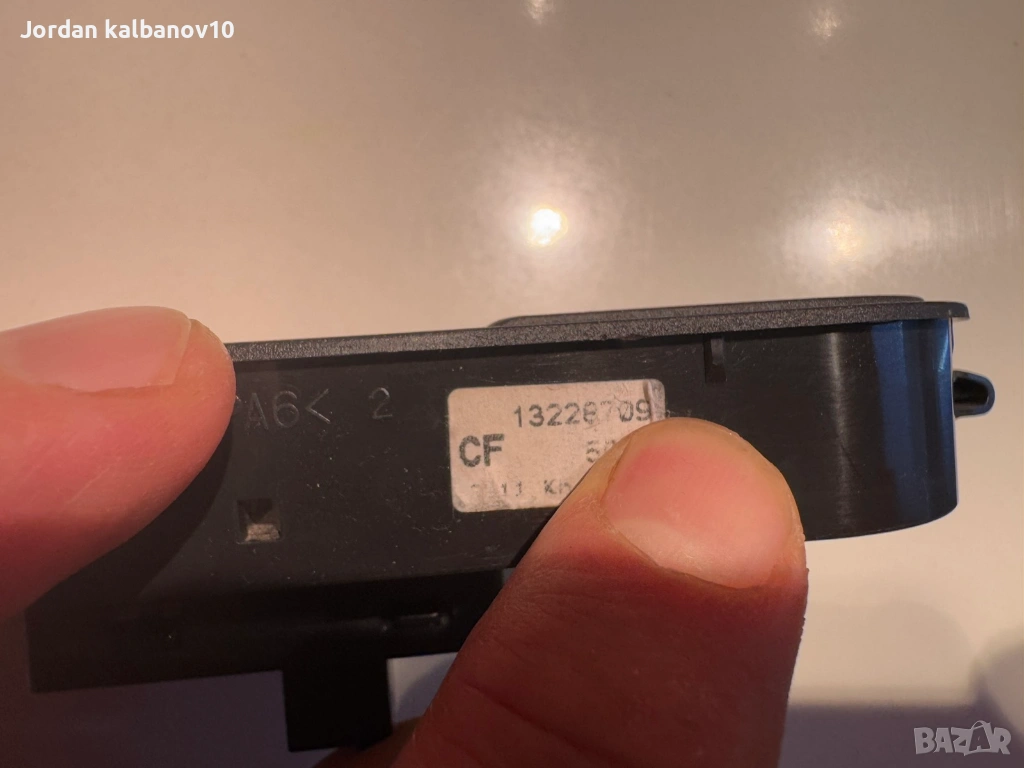 Jordan kalbanov10
A6< 2
13228709
CF
BAZAR